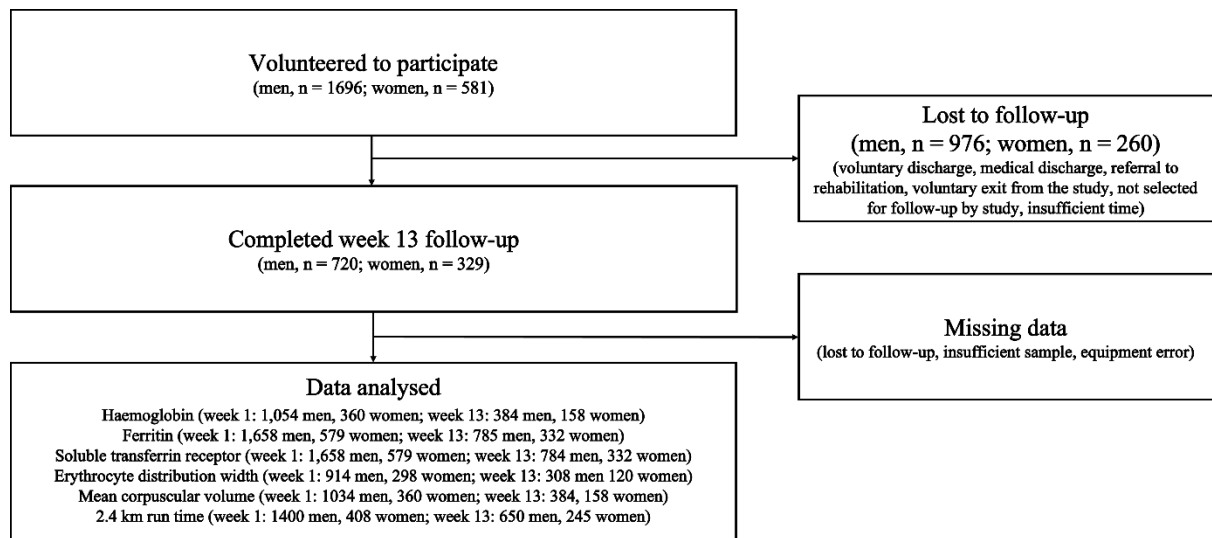 Volunteered to participate
(men, n = 1696; women, n = 581)
Lost to follow-up
(men, n = 976; women, n = 260)
(voluntary discharge, medical discharge, referral to
rehabilitation, voluntary exit from the study, not selected
for follow-up by study, insufficient time)
Completed week 13 follow-up
(men, n = 720; women, n = 329)
Missing data
(lost to follow-up, insufficient sample, equipment error)
Data analysed
Haemoglobin (week 1: 1,054 men, 360 women; week 13: 384 men, 158 women)
Ferritin (week 1: 1,658 men, 579 women; week 13: 785 men, 332 women)
Soluble transferrin receptor (week 1: 1,658 men, 579 women; week 13: 784 men, 332 women)
Erythrocyte distribution width (week 1: 914 men, 298 women; week 13: 308 men 120 women)
Mean corpuscular volume (week 1: 1034 men, 360 women; week 13: 384, 158 women)
2.4 km run time (week 1: 1400 men, 408 women; week 13: 650 men, 245 women)